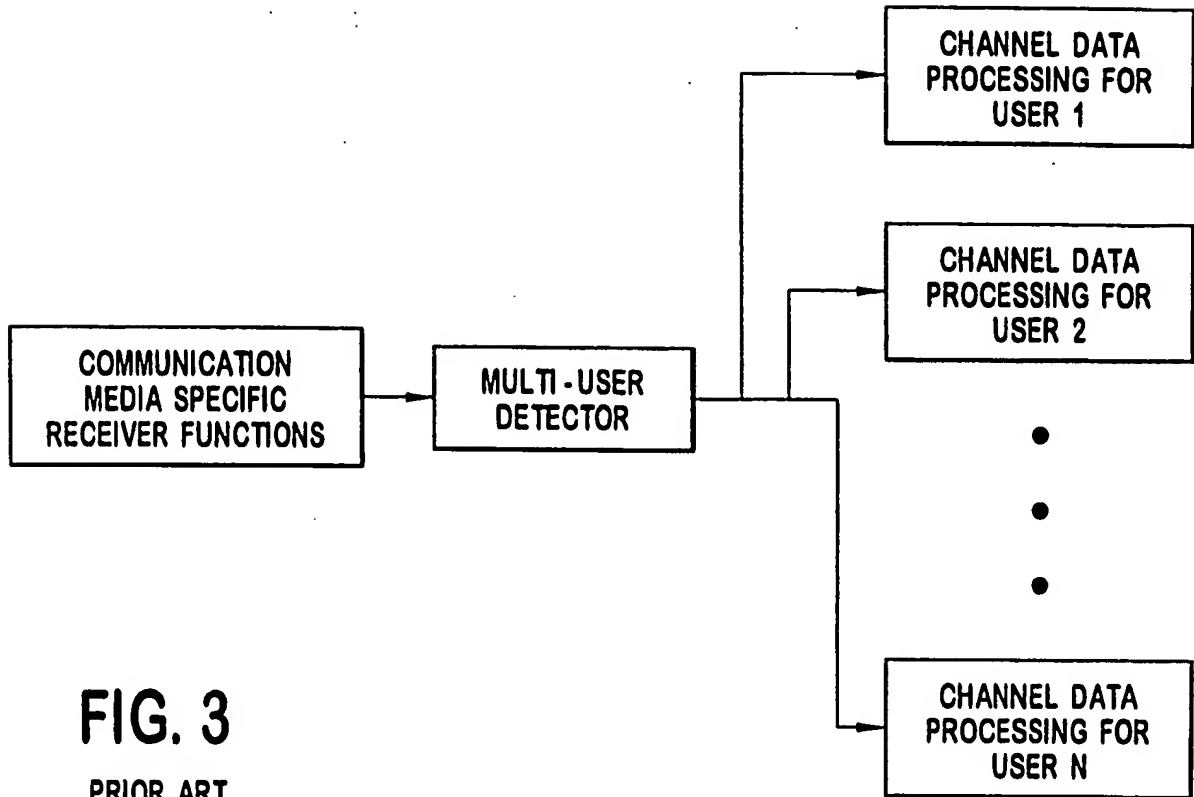 CHANNEL DATA
PROCESSING FOR
USER 1
CHANNEL DATA
PROCESSING FOR
USER 2
COMMUNICATION
MEDIA SPECIFIC
RECEIVER FUNCTIONS
MULTI-USER
DETECTOR
CHANNEL DATA
PROCESSING FOR
USER N
FIG. 3
PRIOR ART